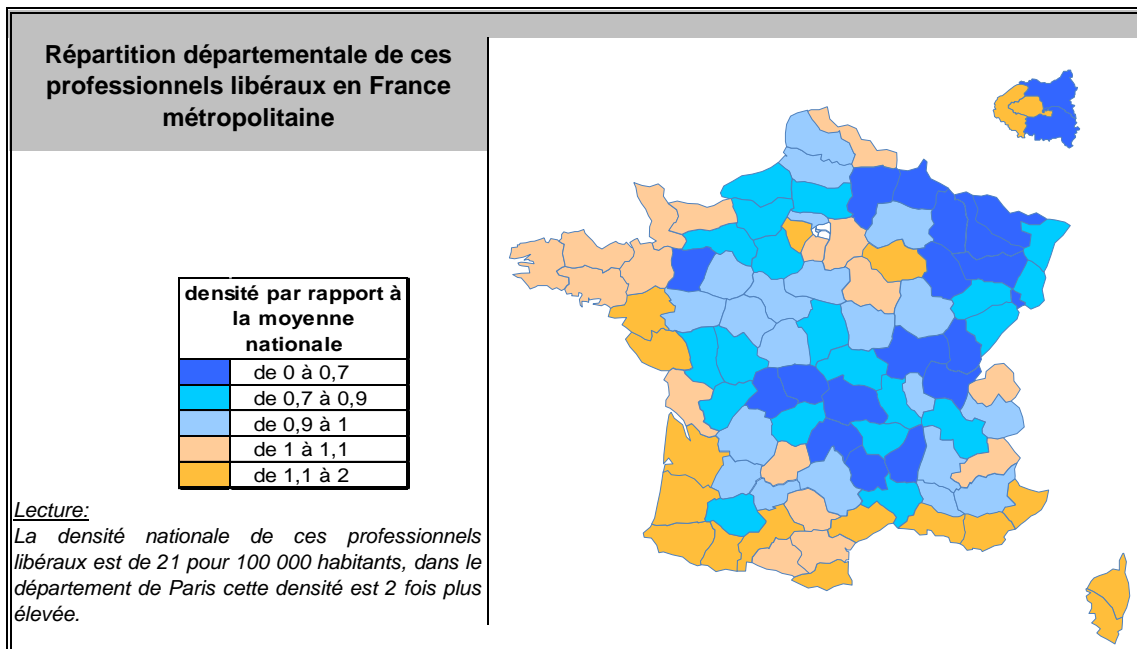 Répartition départementale de ces
professionnels libéraux en France
métropolitaine
densité par rapport à
la moyenne
nationale
de 0 à 0,7
de 0,7 à 0,9
de 0,9 à 1
de 1 à 1,1
de 1,1 à 2
Lecture:
La densité nationale de ces professionnels
libéraux est de 21 pour 100 000 habitants, dans le
département de Paris cette densité est 2 fois plus
élevée.